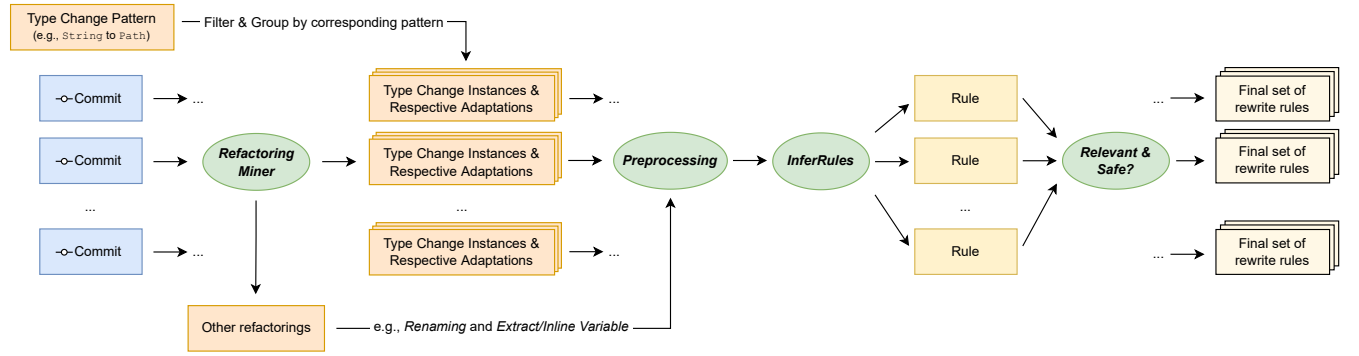 Type Change Pattern
(e.g., String to Path)
Filter & Group by corresponding pattern
Commit
...
Type Change Instances &
Respective Adaptations
...
Rule
...
Final set of
rewrite rules
Commit
Refactoring
Miner
Type Change Instances &
Respective Adaptations
Preprocessing
InferRules
Rule
Relevant &
Safe?
Final set of
rewrite rules
...
...
...
Commit
...
Type Change Instances &
Respective Adaptations
...
Rule
...
Final set of
rewrite rules
Other refactorings
e.g., Renaming and Extract/Inline Variable